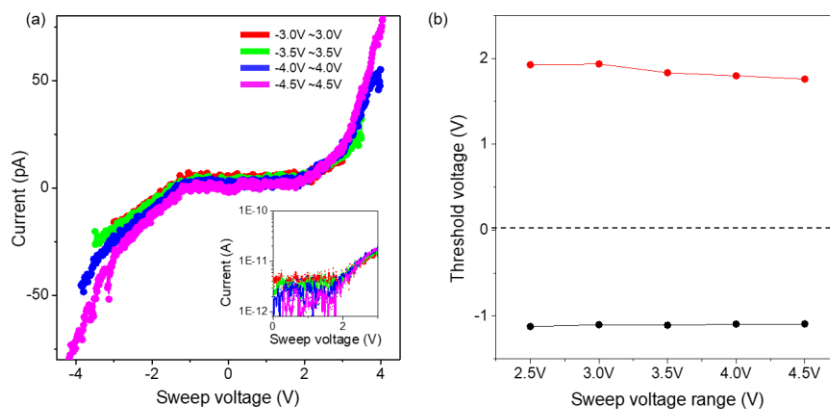 (a)
-3.0V ~3.0V
-3.5V ~3.5V
-4.0V ~4.0V
-4.5V ~4.5V
Current (pA)
50
0
-50
-4 -2 0 2 4
Sweep voltage (V)
Current (A)
1E-10
1E-11
1E-12
0 2
Sweep voltage (V)
(b)
Threshold voltage (V)
2
1
0
-1
2.5V 3.0V 3.5V 4.0V 4.5V
Sweep voltage range (V)